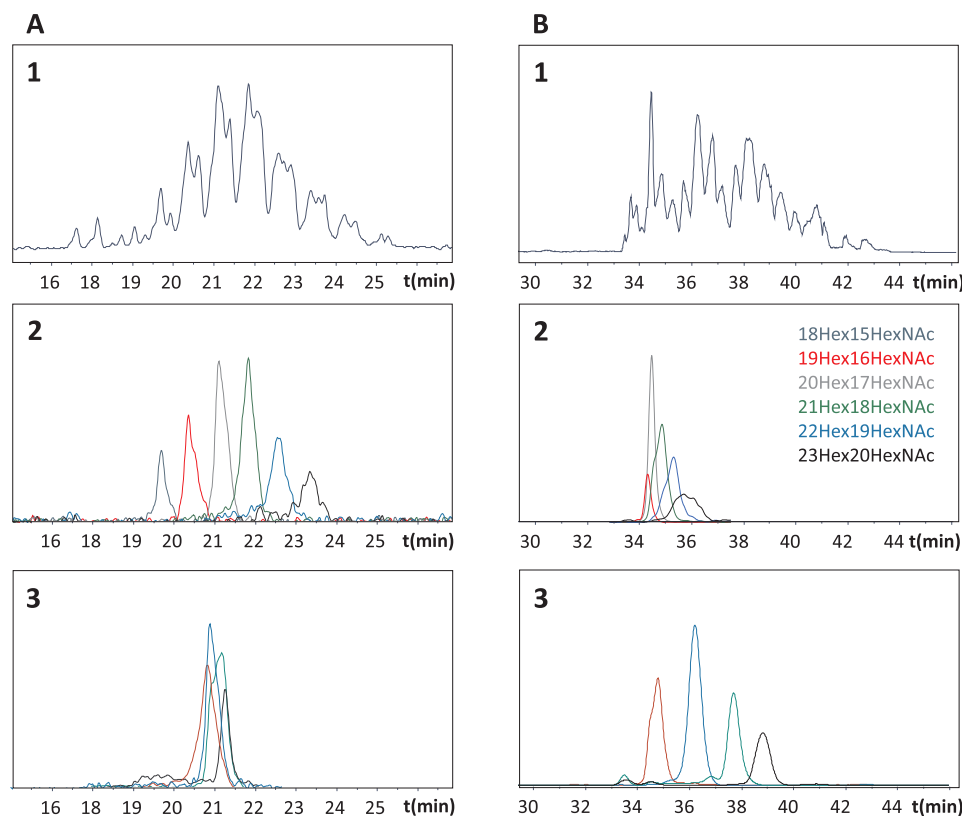 A
1
16 18 19 20 21 22 23 24 25 t(min)
2
16 18 19 20 21 22 23 24 25 t(min)
3
16 18 19 20 21 22 23 24 25 t(min)
B
1
30 32 34 36 38 40 42 44 t(min)
2
18Hex15HexNAc
19Hex16HexNAc
20Hex17HexNAc
21Hex18HexNAc
22Hex19HexNAc
23Hex20HexNAc
30 32 34 36 38 40 42 44 t(min)
3
30 32 34 36 38 40 42 44 t(min)